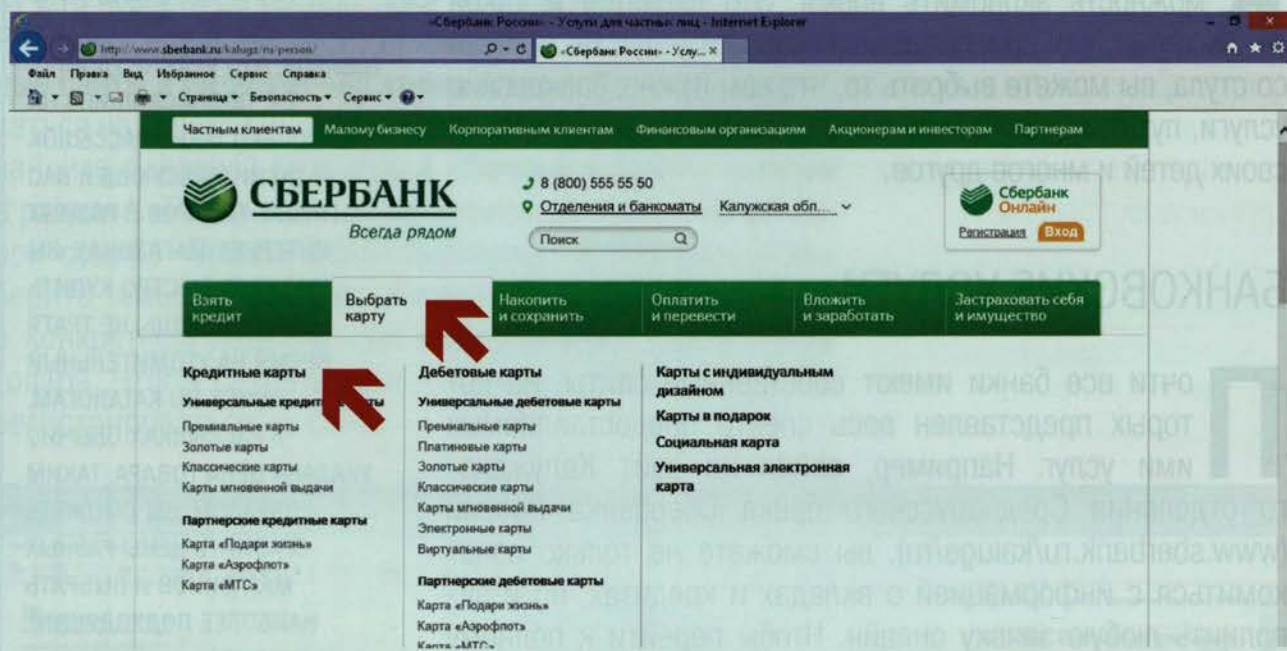 «Сбербанк России» - Услуги для частных лиц - Internet Explorer
http://www.sberbank.ru/kaluga/ru/person/
«Сбербанк России» - Услу...
Файл Правка Вид Избранное Сервис Справка
Страница Безопасность Сервис
Частным клиентам Малому бизнесу Корпоративным клиентам Финансовым организациям Акционерам и инвесторам Партнерам
СБЕРБАНК
Всегда рядом
8 (800) 555 55 50
Отделения и банкоматы Калужская обл...
Поиск
Сбербанк
Онлайн
Регистрация Вход
Взять
кредит
Выбрать
карту
Накопить
и сохранить
Оплатить
и перевести
Вложить
и заработать
Застраховать себя
и имущество
Кредитные карты
Универсальные
Премиальные карты
Золотые карты
Классические карты
Карты мгновенной выдачи
Партнерские кредитные карты
Карта «Подари жизнь»
Карта «Аэрофлот»
Карта «МТС»
Дебетовые карты
Универсальные дебетовые карты
Премиальные карты
Платиновые карты
Золотые карты
Классические карты
Карты мгновенной выдачи
Электронные карты
Виртуальные карты
Партнерские дебетовые карты
Карта «Подари жизнь»
Карта «Аэрофлот»
Карта «МТС»
Карты с индивидуальным
дизайном
Карты в подарок
Социальная карта
Универсальная электронная
карта